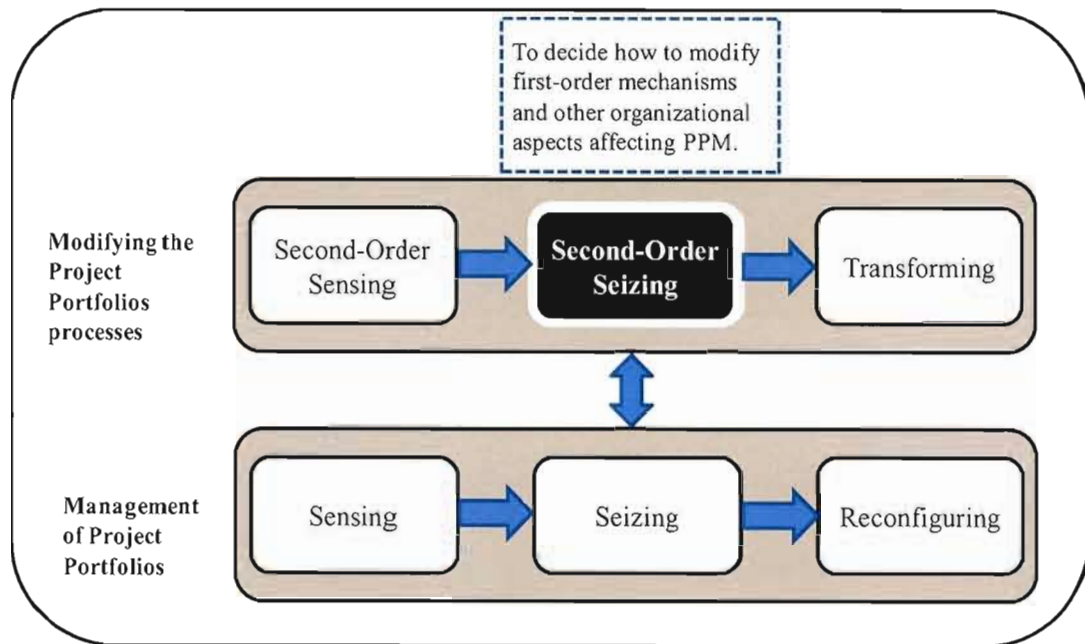 To decide how to modify
first-order mechanisms
and other organizational
aspects affecting PPM.
Modifying the
Project
Portfolios
processes
Second-Order
Sensing
Second-Order
Seizing
Transforming
Management
of Project
Portfolios
Sensing
Seizing
Reconfiguring